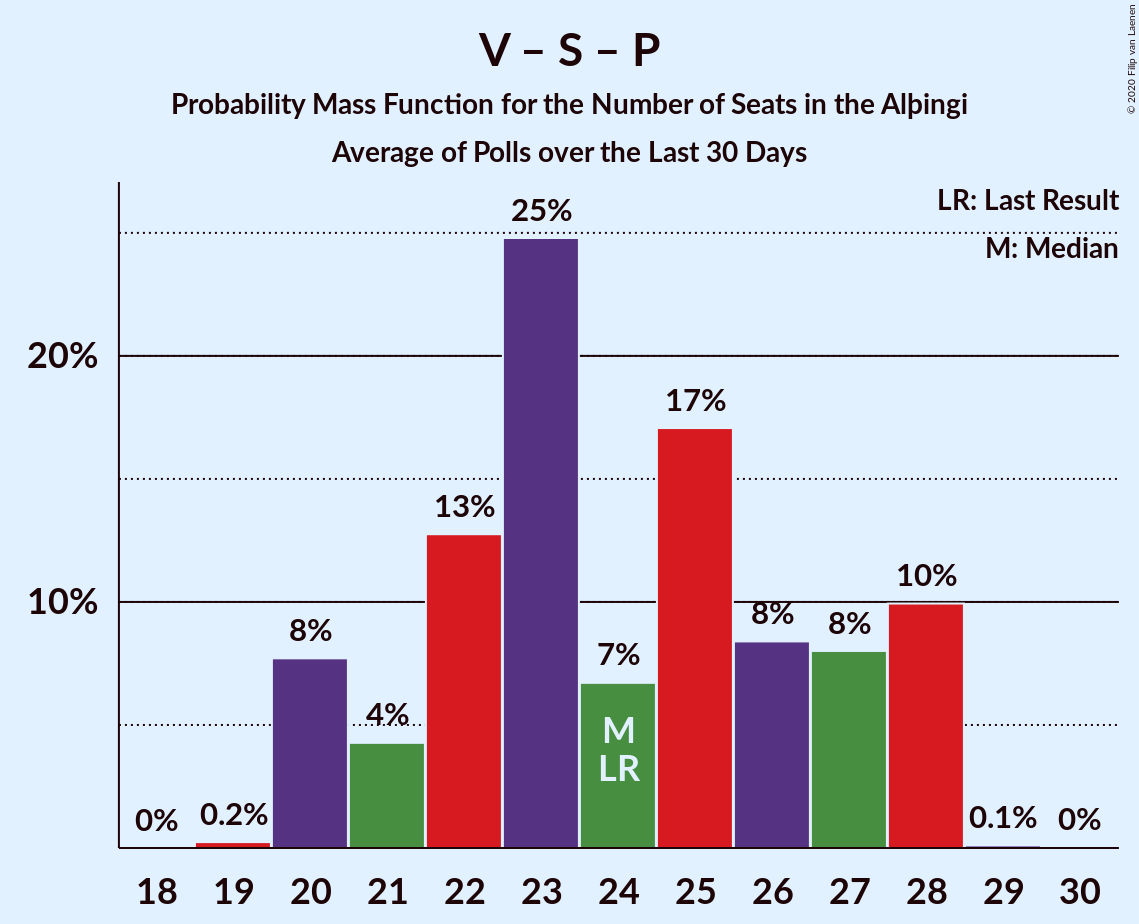 V – S – P
Probability Mass Function for the Number of Seats in the Alþingi
Average of Polls over the Last 30 Days
© 2020 Filip van Laenen
LR: Last Result
M: Median
25%
20%
17%
13%
10%
10%
8%
8%
8%
7%
4%
M
LR
0%
0.2%
0.1%
0%
18 19 20 21 22 23 24 25 26 27 28 29 30